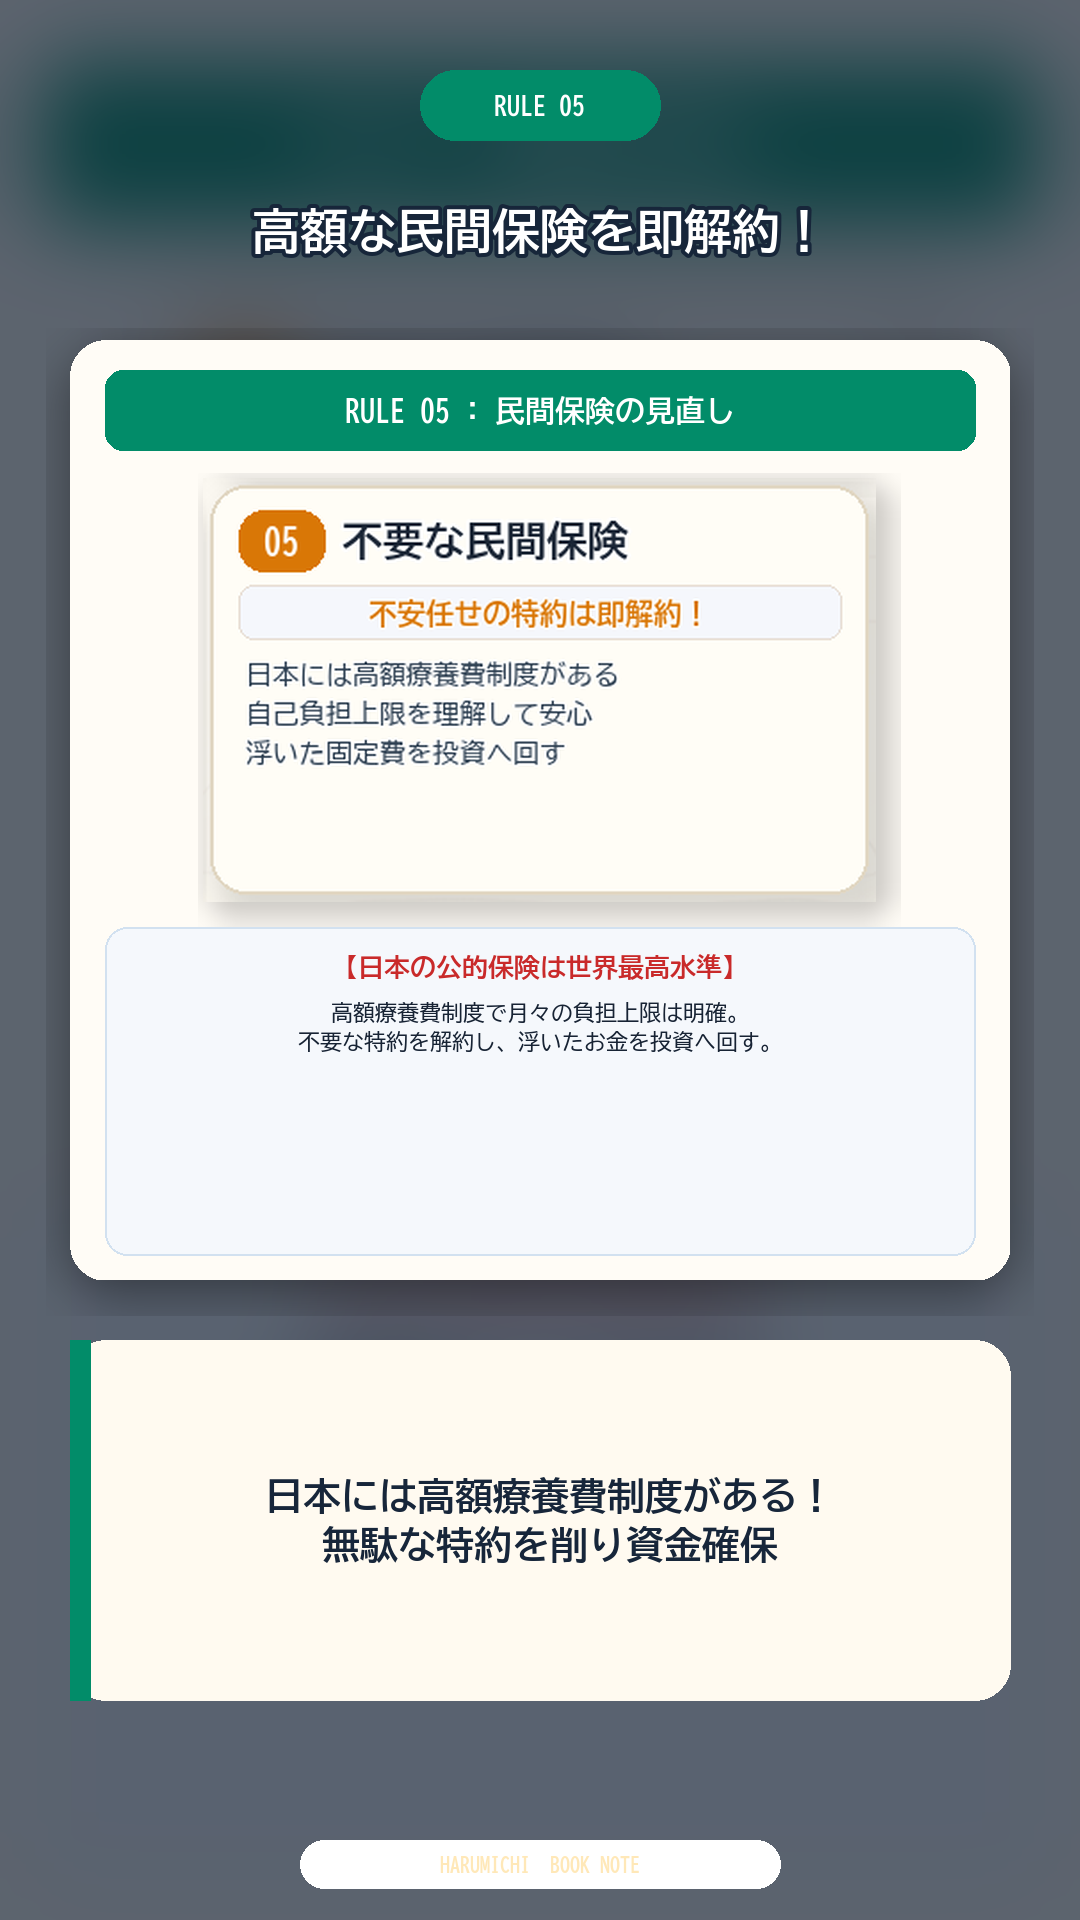 RULE 05
高額な民間保険を即解約！
RULE 05 : 民間保険の見直し
05 不要な民間保険
不安任せの特約は即解約！
日本には高額療養費制度がある
自己負担上限を理解して安心
浮いた固定費を投資へ回す
【日本の公的保険は世界最高水準】
高額療養費制度で月々の負担上限は明確。
不要な特約を解約し、浮いたお金を投資へ回す。
日本には高額療養費制度がある！
無駄な特約を削り資金確保
HARUMICHI BOOK NOTE